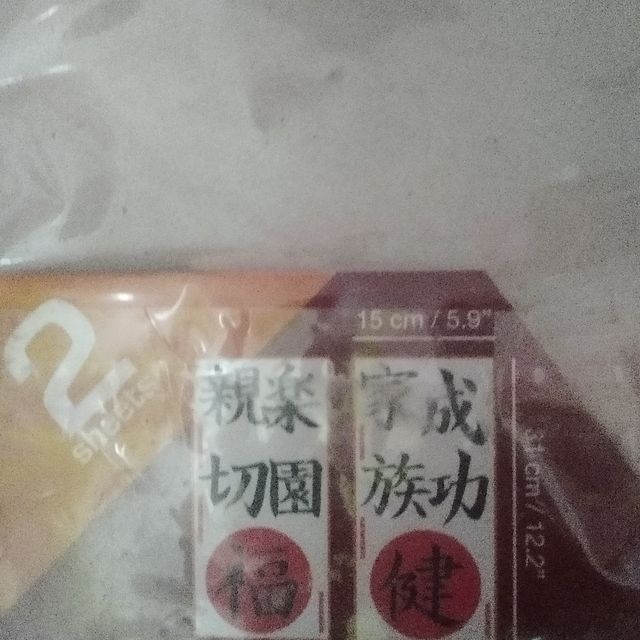 2
sheets
15 cm / 5.9"
31 cm / 12.2"
親楽
切園
福
家成
族功
健